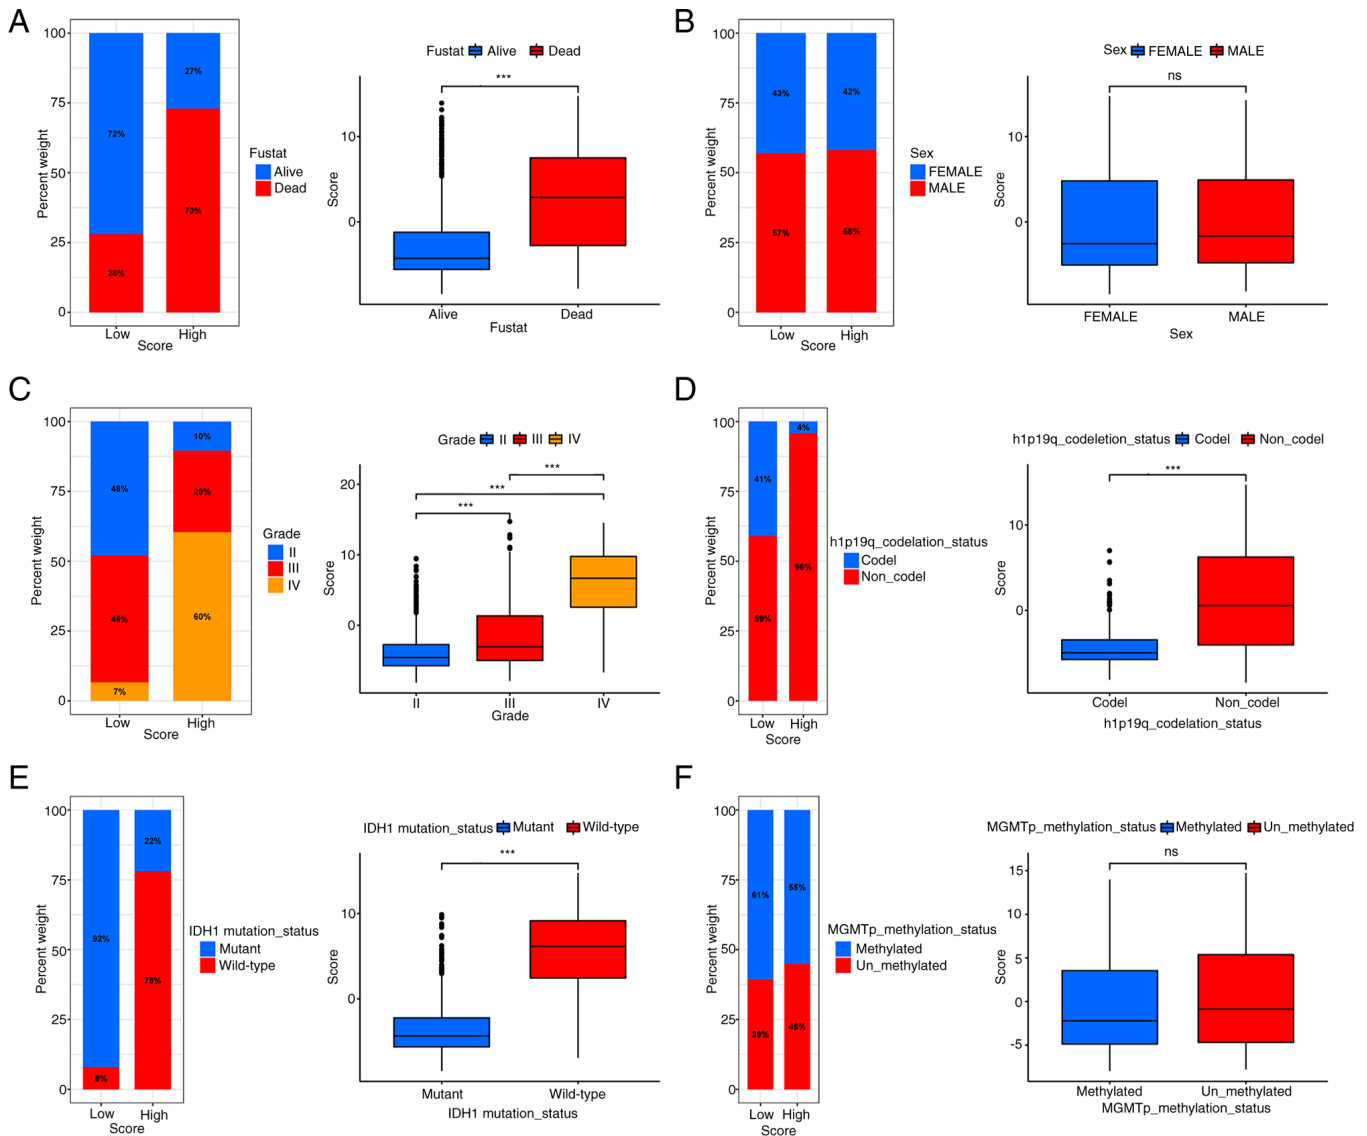 A
Percent weight
100
75
50
25
0
72%
28%
27%
73%
Low
High
Score
Fustat
Alive
Dead
Fustat Alive Dead
***
Score
10
0
Alive
Dead
Fustat
B
Percent weight
100
75
50
25
0
43%
57%
42%
58%
Low
High
Score
Sex
FEMALE
MALE
Sex FEMALE MALE
ns
Score
10
0
FEMALE
MALE
Sex
C
Percent weight
100
75
50
25
0
48%
45%
7%
10%
29%
60%
Low
High
Score
Grade
II
III
IV
Grade II III IV
***
***
***
Score
20
10
0
II
III
IV
Grade
D
Percent weight
100
75
50
25
0
41%
59%
4%
96%
Low
High
Score
h1p19q_codelation_status
Codel
Non_codel
h1p19q_codeletion_status Codel Non_codel
***
Score
10
0
Codel
Non_codel
h1p19q_codelation_status
E
Percent weight
100
75
50
25
0
92%
8%
22%
78%
Low
High
Score
IDH1 mutation_status
Mutant
Wild-type
IDH1 mutation_status Mutant Wild-type
***
Score
10
0
Mutant
Wild-type
IDH1 mutation_status
F
Percent weight
100
75
50
25
0
61%
39%
55%
45%
Low
High
Score
MGMTp_methylation_status
Methylated
Un_methylated
MGMTp_methylation_status Methylated Un_methylated
ns
Score
15
10
5
0
-5
Methylated
Un_methylated
MGMTp_methylation_status